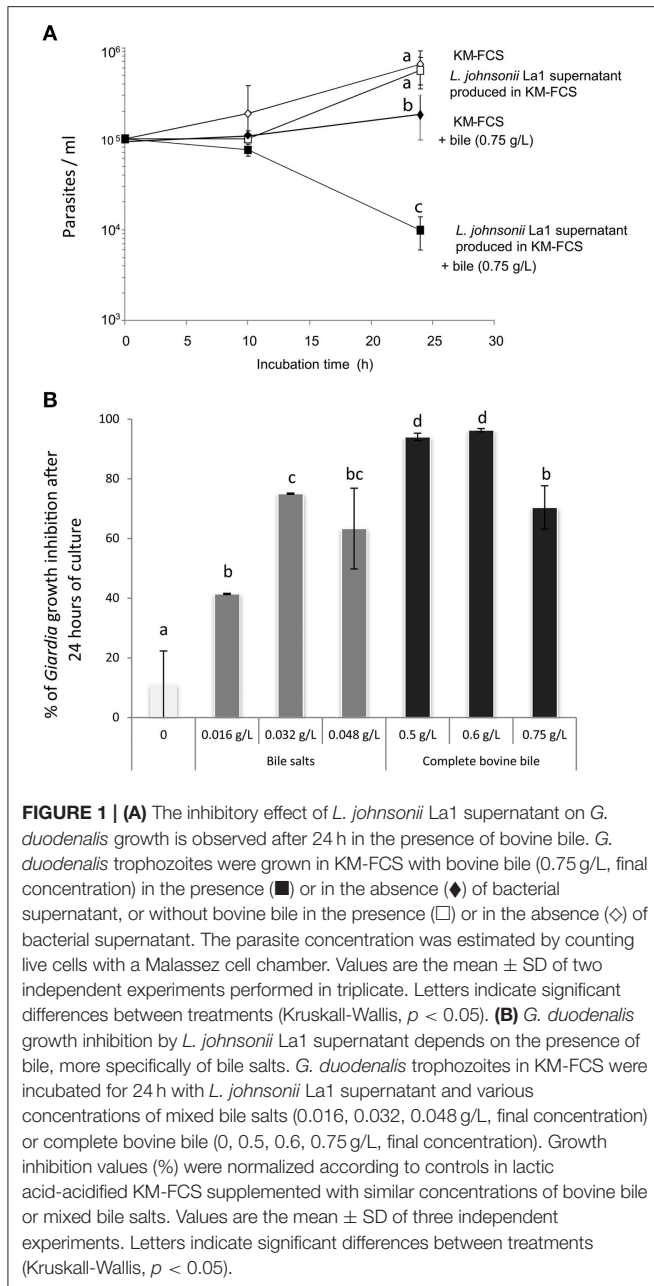 A
Parasites / ml
10⁶
10⁵
10⁴
10³
0 5 10 15 20 25 30
Incubation time (h)
a
a
b
c
KM-FCS
L. johnsonii La1 supernatant
produced in KM-FCS
KM-FCS
+ bile (0.75 g/L)
L. johnsonii La1 supernatant
produced in KM-FCS
+ bile (0.75 g/L)
B
% of Giardia growth inhibition after
24 hours of culture
100
80
60
40
20
0
a b c bc d d b
0 0.016 g/L 0.032 g/L 0.048 g/L 0.5 g/L 0.6 g/L 0.75 g/L
Bile salts Complete bovine bile
FIGURE 1 | (A) The inhibitory effect of L. johnsonii La1 supernatant on G.
duodenalis growth is observed after 24 h in the presence of bovine bile. G.
duodenalis trophozoites were grown in KM-FCS with bovine bile (0.75 g/L, final
concentration) in the presence (■) or in the absence (◆) of bacterial
supernatant, or without bovine bile in the presence (□) or in the absence (◇) of
bacterial supernatant. The parasite concentration was estimated by counting
live cells with a Malassez cell chamber. Values are the mean ± SD of two
independent experiments performed in triplicate. Letters indicate significant
differences between treatments (Kruskall-Wallis, p < 0.05). (B) G. duodenalis
growth inhibition by L. johnsonii La1 supernatant depends on the presence of
bile, more specifically of bile salts. G. duodenalis trophozoites in KM-FCS were
incubated for 24 h with L. johnsonii La1 supernatant and various
concentrations of mixed bile salts (0.016, 0.032, 0.048 g/L, final concentration)
or complete bovine bile (0, 0.5, 0.6, 0.75 g/L, final concentration). Growth
inhibition values (%) were normalized according to controls in lactic
acid-acidified KM-FCS supplemented with similar concentrations of bovine bile
or mixed bile salts. Values are the mean ± SD of three independent
experiments. Letters indicate significant differences between treatments
(Kruskall-Wallis, p < 0.05).